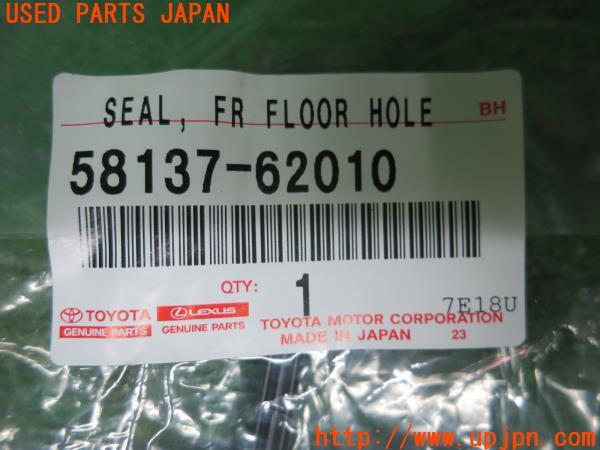 USED PARTS JAPAN
SEAL, FR FLOOR HOLE BH
58137-62010
QTY: 1
7E18U
TOYOTA LEXUS
GENUINE PARTS GENUINE PARTS
TOYOTA MOTOR CORPORATION
MADE IN JAPAN 23
http://www.upjpn.com